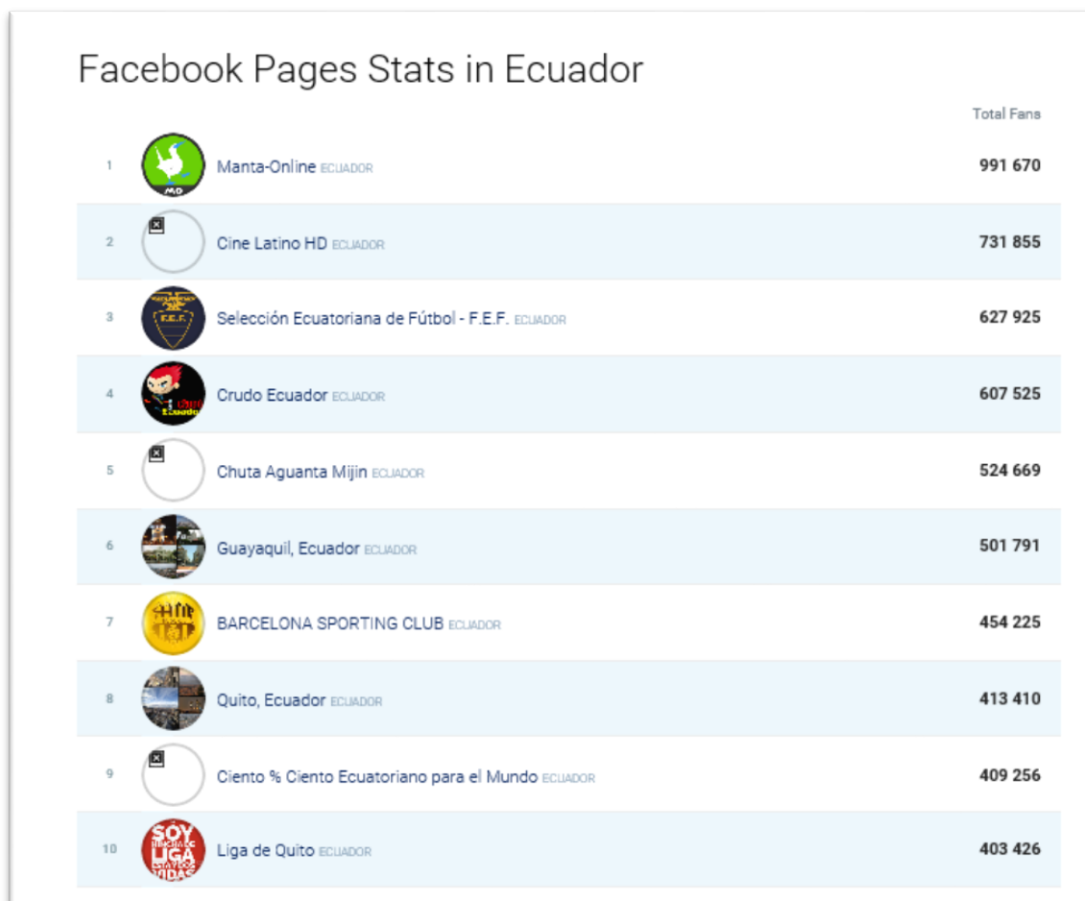 Facebook Pages Stats in Ecuador
Total Fans
1 MO Manta-Online ECUADOR 991 670
2 Cine Latino HD ECUADOR 731 855
3 F.E.F. Selección Ecuatoriana de Fútbol - F.E.F. ECUADOR 627 925
4 Crudo Ecuador ECUADOR 607 525
5 Chuta Aguanta Mijin ECUADOR 524 669
6 Guayaquil, Ecuador ECUADOR 501 791
7 BARCELONA SPORTING CLUB ECUADOR 454 225
8 Quito, Ecuador ECUADOR 413 410
9 Ciento % Ciento Ecuatoriano para el Mundo ECUADOR 409 256
10 SOY LIGA VIDAS Liga de Quito ECUADOR 403 426